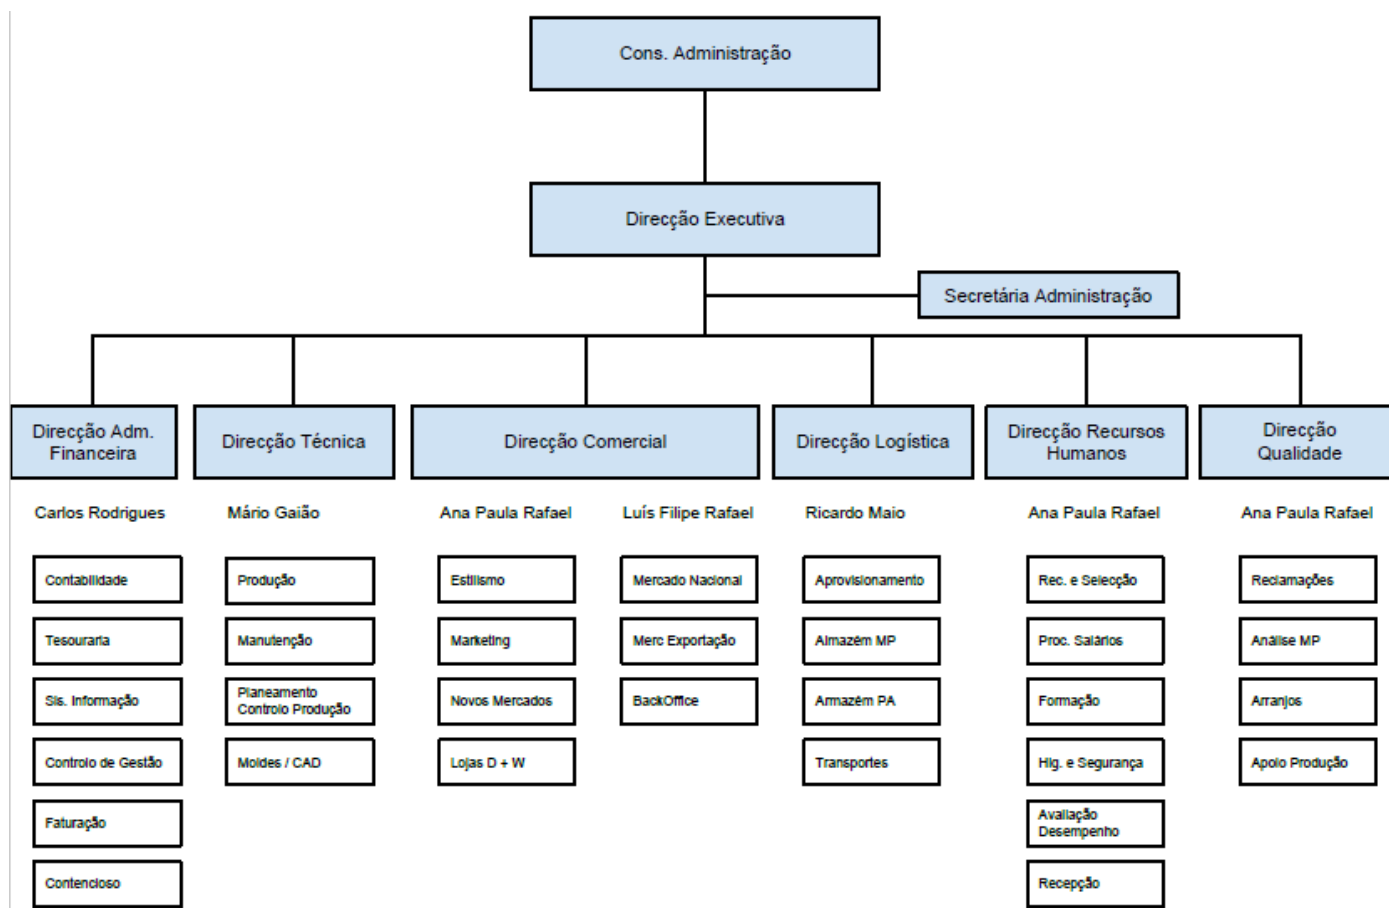 Cons. Administração
Direcção Executiva
Secretária Administração
Direcção Adm.
Financeira
Direcção Técnica
Direcção Comercial
Direcção Logística
Direcção Recursos
Humanos
Direcção
Qualidade
Carlos Rodrigues
Mário Gaião
Ana Paula Rafael
Luís Filipe Rafael
Ricardo Maio
Ana Paula Rafael
Ana Paula Rafael
Contabilidade
Produção
Estilismo
Mercado Nacional
Aprovisionamento
Rec. e Selecção
Reclamações
Tesouraria
Manutenção
Marketing
Merc Exportação
Almazém MP
Proc. Salários
Análise MP
Sis. Informação
Planeamento
Controlo Produção
Novos Mercados
BackOffice
Armazém PA
Formação
Arranjos
Controlo de Gestão
Moldes / CAD
Lojas D + W
Transportes
Hig. e Segurança
Apoio Produção
Faturação
Avaliação
Desempenho
Contencioso
Recepção